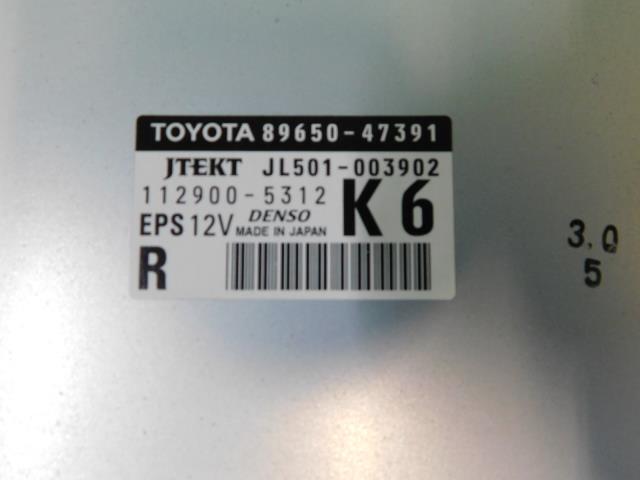 TOYOTA 89650-47391
JTEKT JL501-003902
112900-5312 K6
EPS 12V DENSO
MADE IN JAPAN
R
3.0
5